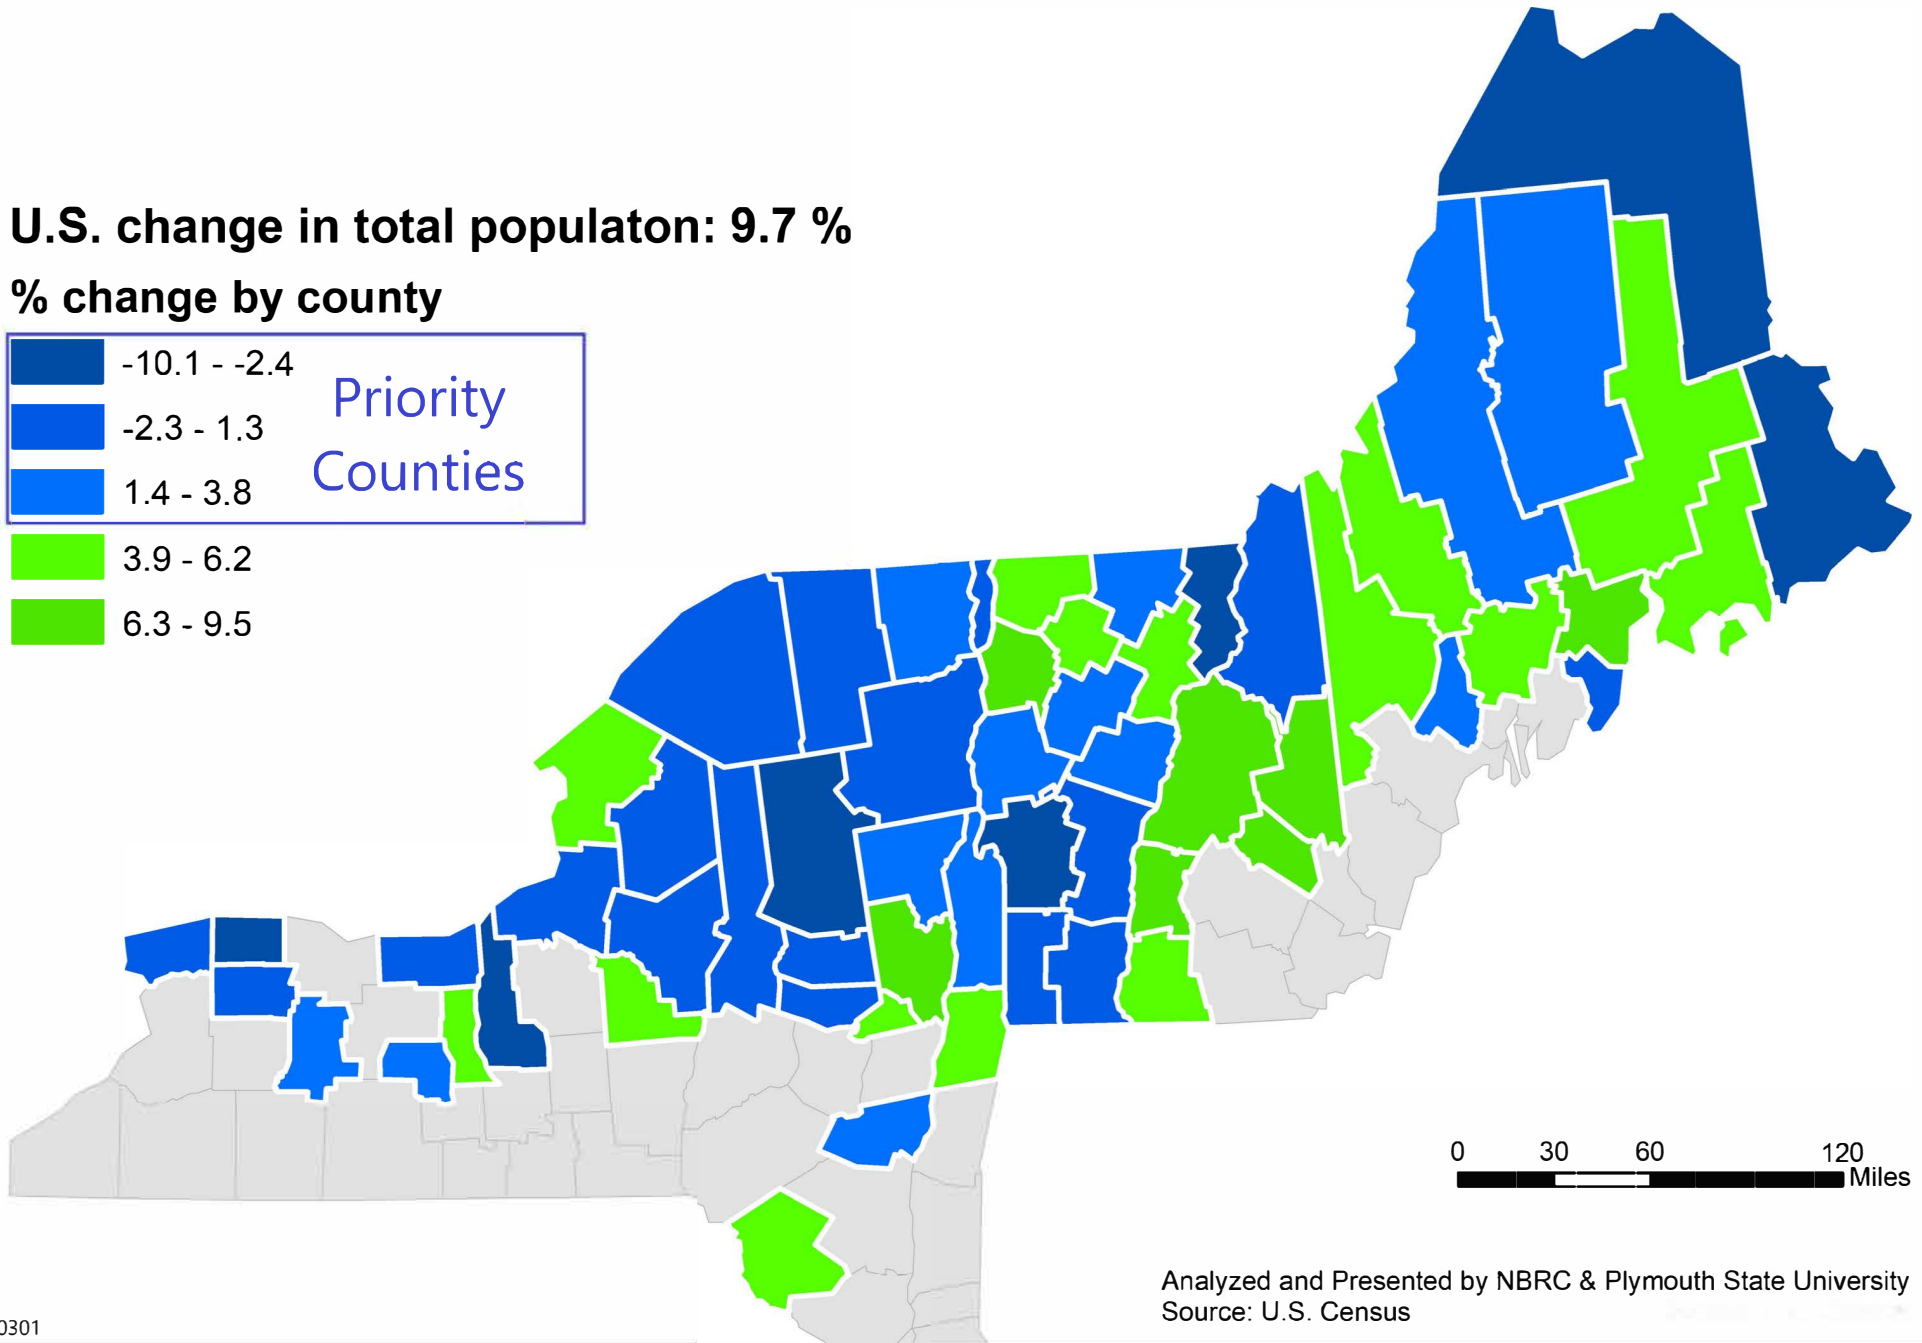 U.S. change in total populaton: 9.7 %
% change by county
-10.1 - -2.4
-2.3 - 1.3
1.4 - 3.8
Priority
Counties
3.9 - 6.2
6.3 - 9.5
0 30 60 120
Miles
Analyzed and Presented by NBRC & Plymouth State University
Source: U.S. Census
0301